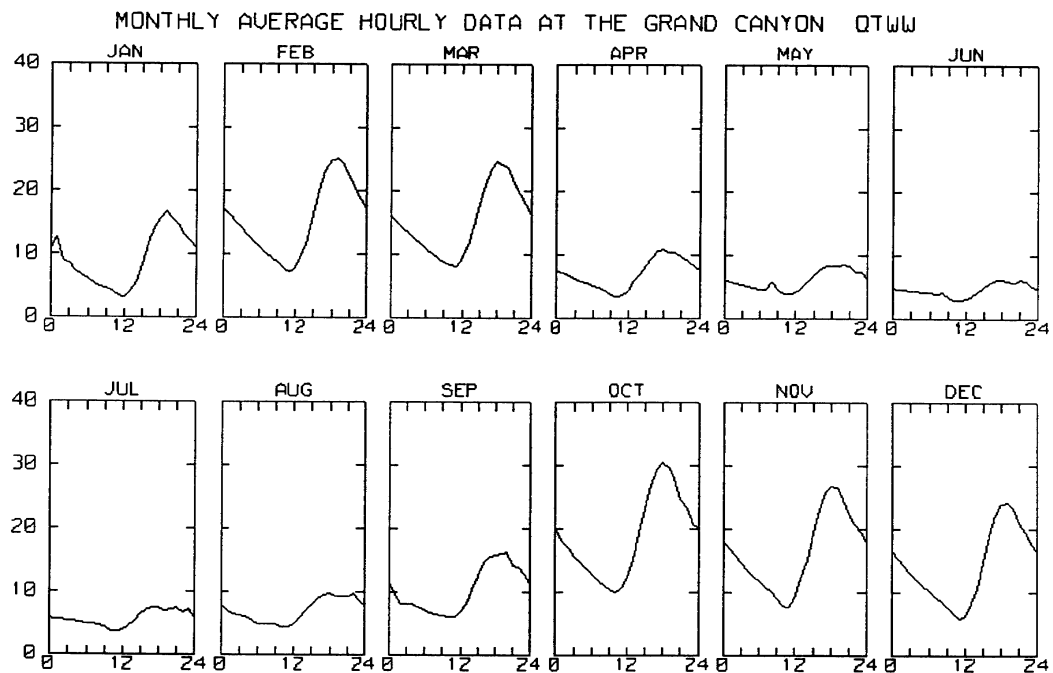 MONTHLY AVERAGE HOURLY DATA AT THE GRAND CANYON QTWW
JAN FEB MAR APR MAY JUN
40
30
20
10
0
0 12 24 0 12 24 0 12 24 0 12 24 0 12 24 0 12 24
JUL AUG SEP OCT NOV DEC
40
30
20
10
0
0 12 24 0 12 24 0 12 24 0 12 24 0 12 24 0 12 24